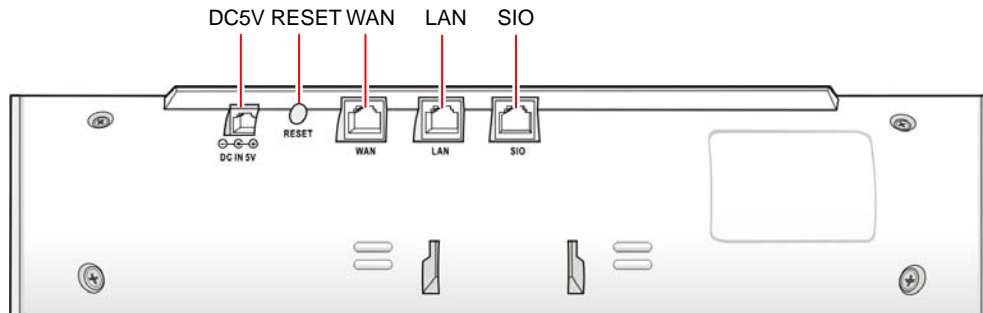 DC5V RESET WAN LAN SIO
RESET
WAN LAN SIO
DC IN 5V